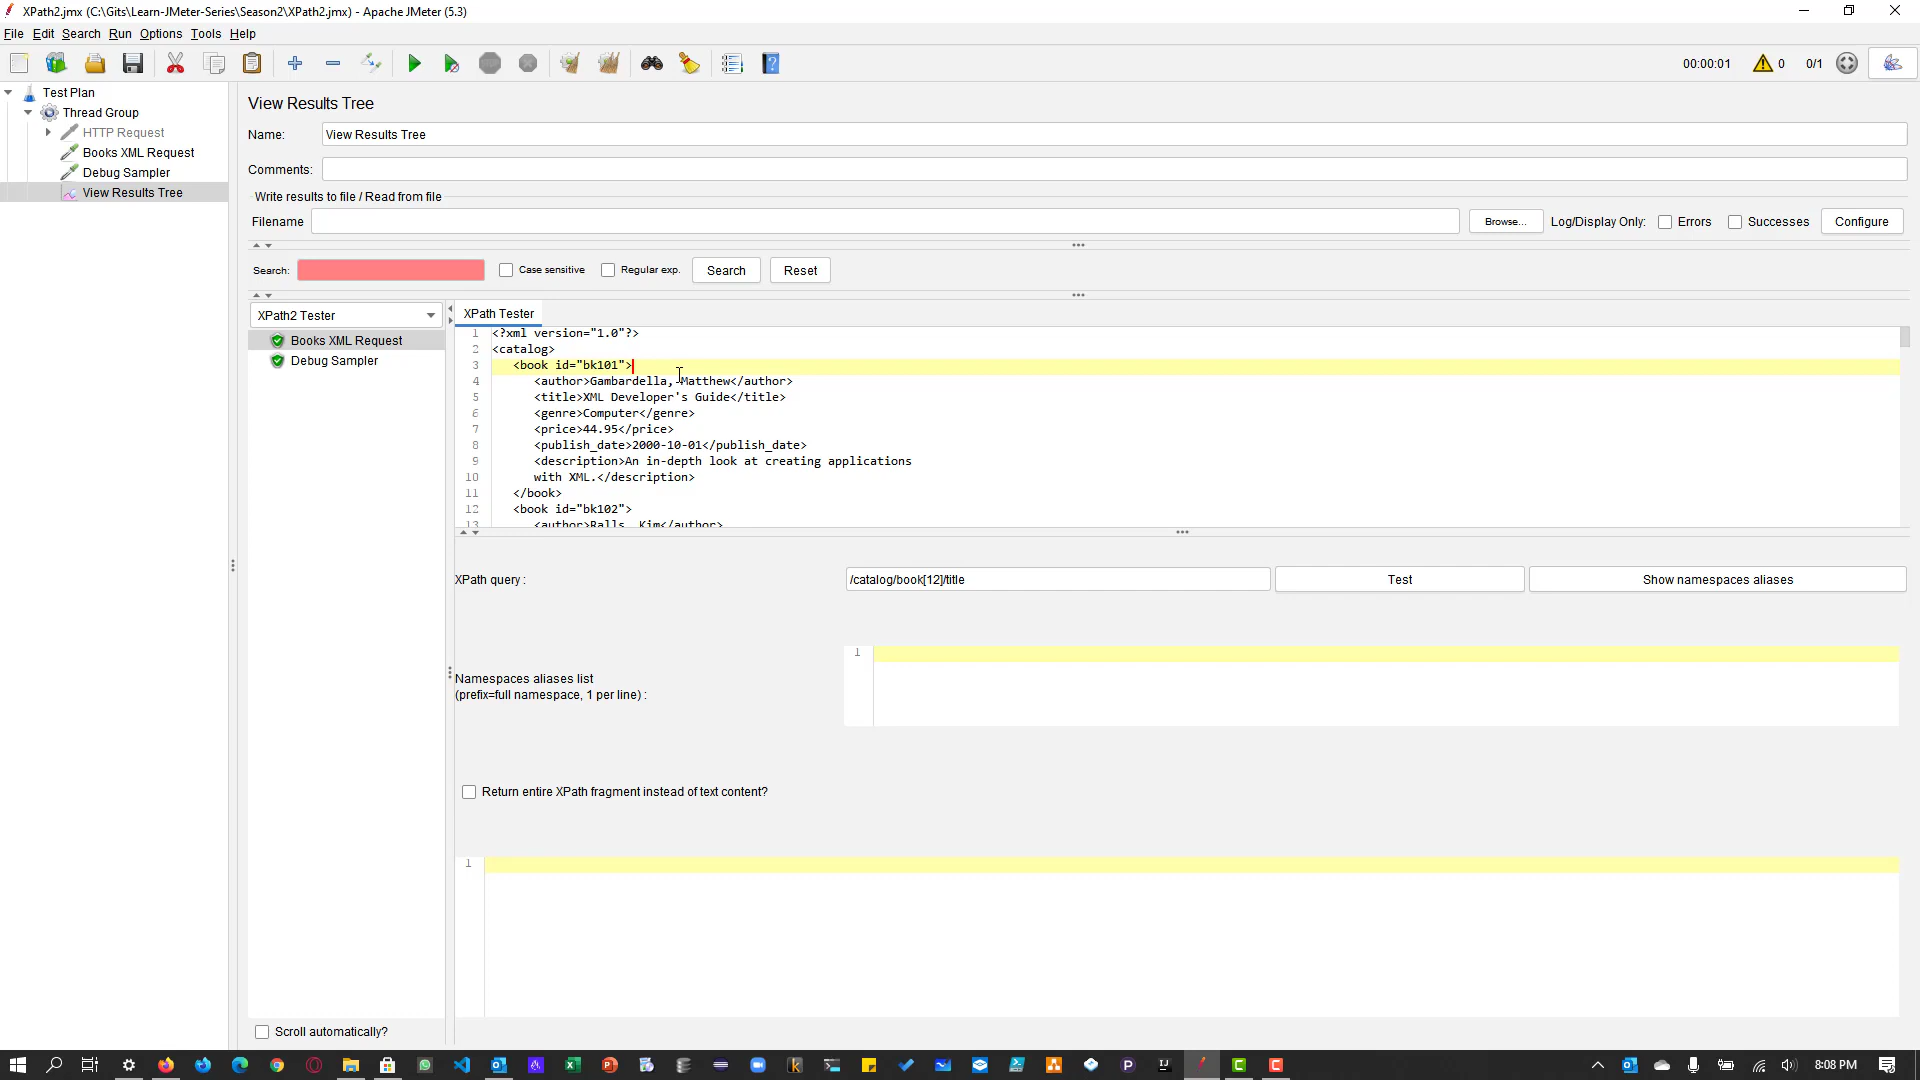 XPath2.jmx (C:\Gits\Learn-JMeter-Series\Season2\XPath2.jmx) - Apache JMeter (5.3)
File Edit Search Run Options Tools Help
00:00:01 0 0/1
Test Plan
Thread Group
HTTP Request
Books XML Request
Debug Sampler
View Results Tree
View Results Tree
Name: View Results Tree
Comments:
Write results to file / Read from file
Filename Browse... Log/Display Only: Errors Successes Configure
Search: Case sensitive Regular exp. Search Reset
XPath2 Tester
Books XML Request
Debug Sampler
Scroll automatically?
XPath Tester
1 <?xml version="1.0"?>
2 <catalog>
3 <book id="bk101">
4 <author>Gambardella, Matthew</author>
5 <title>XML Developer's Guide</title>
6 <genre>Computer</genre>
7 <price>44.95</price>
8 <publish_date>2000-10-01</publish_date>
9 <description>An in-depth look at creating applications
10 with XML.</description>
11 </book>
12 <book id="bk102">
13 <author>Ralls, Kim</author>
XPath query : /catalog/book[12]/title Test Show namespaces aliases
1
Namespaces aliases list
(prefix=full namespace, 1 per line) :
Return entire XPath fragment instead of text content?
1
8:08 PM